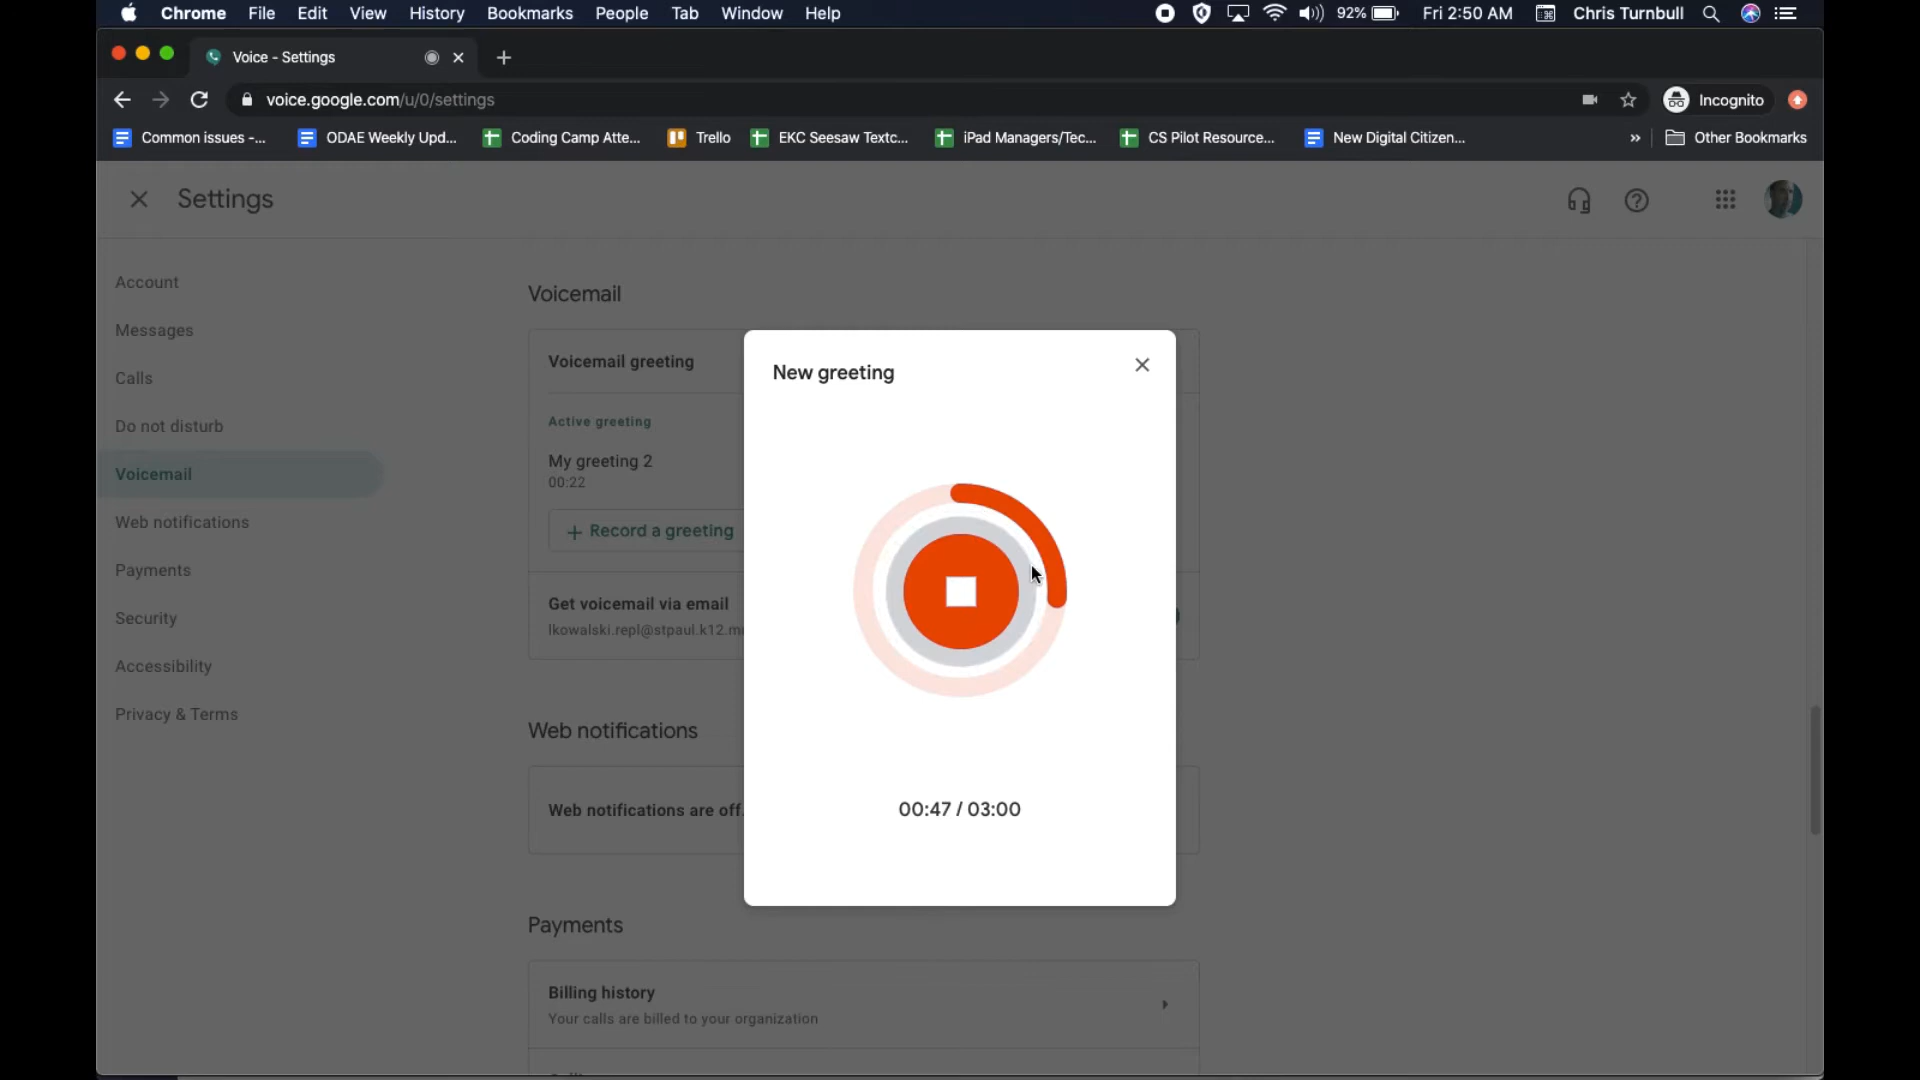 Chrome File Edit View History Bookmarks People Tab Window Help 92% Fri 2:50 AM Chris Turnbull
Voice - Settings
voice.google.com/u/0/settings Incognito
Common issues -... ODAE Weekly Upd... Coding Camp Atte... Trello EKC Seesaw Textc... iPad Managers/Tec... CS Pilot Resource... New Digital Citizen... » Other Bookmarks
Settings
Account
Messages
Calls
Do not disturb
Voicemail
Web notifications
Payments
Security
Accessibility
Privacy & Terms
Voicemail
Voicemail greeting
Active greeting
My greeting 2
00:22
+ Record a greeting
Get voicemail via email
lkowalski.repl@stpaul.k12.m
Web notifications
Web notifications are off.
Payments
Billing history
Your calls are billed to your organization
New greeting
00:47 / 03:00